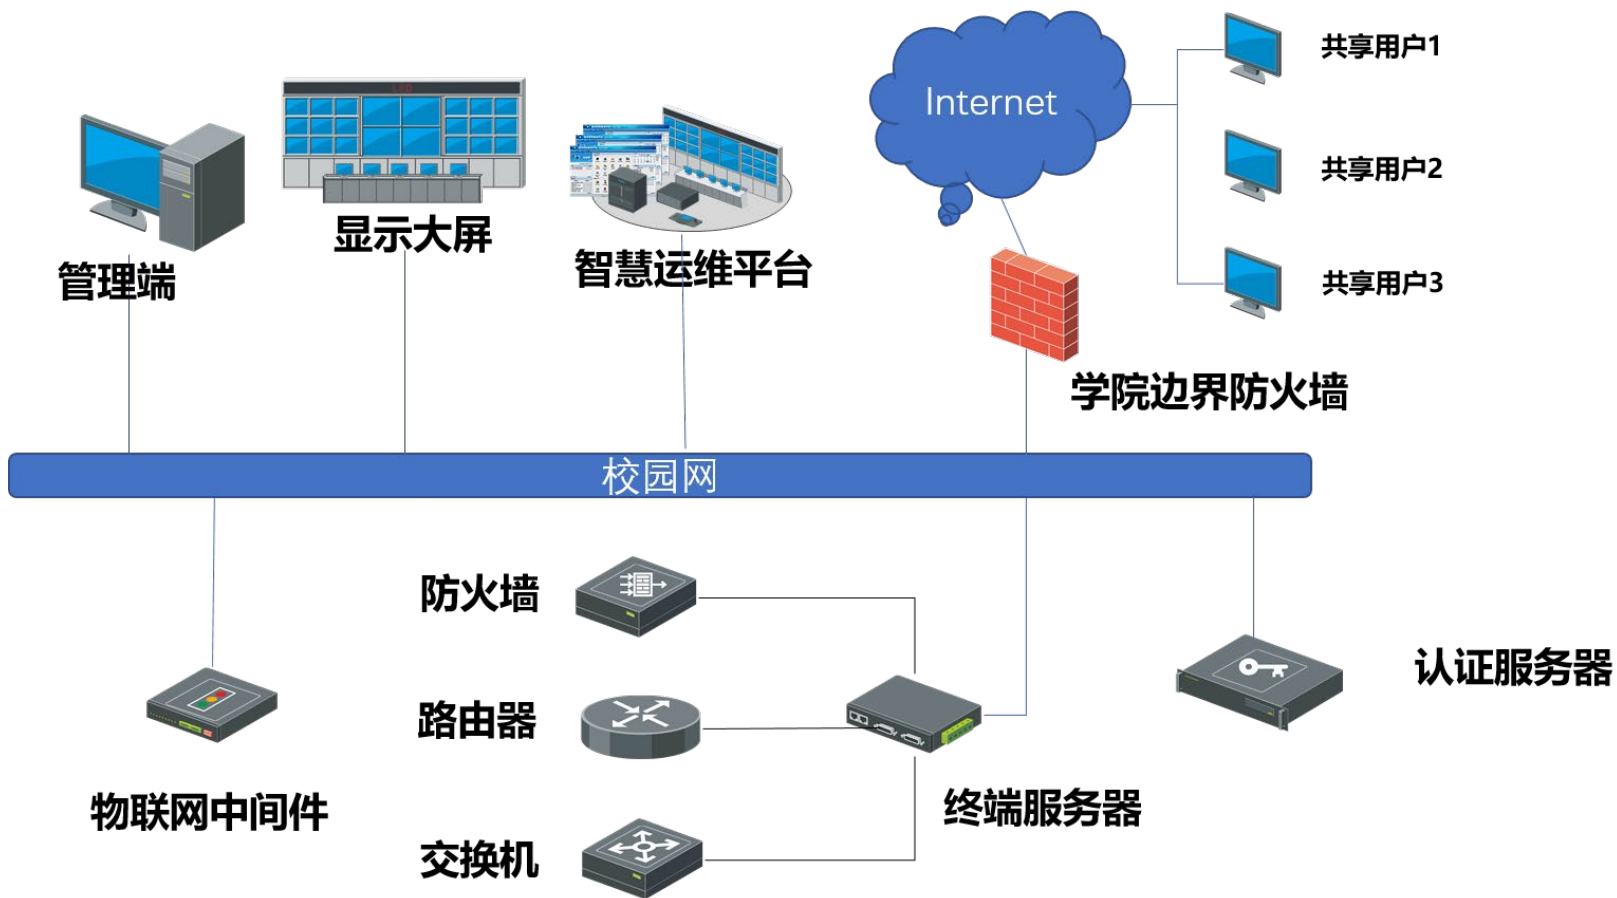 Internet
共享用户1
共享用户2
共享用户3
LED
显示大屏
管理端
智慧运维平台
学院边界防火墙
校园网
防火墙
认证服务器
路由器
物联网中间件
终端服务器
交换机